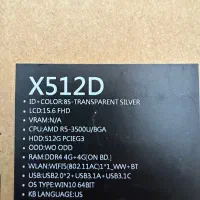 X512D
• ID+COLOR:8S-TRANSPARENT SILVER
• LCD:15.6 FHD
• VRAM:N/A
• CPU:AMD R5-3500U/BGA
• HDD:512G PCIEG3
• ODD:WO ODD
• RAM:DDR4 4G+4G(ON BD.)
• WLAN:WIFI5(802.11AC)1*1_WW+BT
• USB:USB2.0*2+USB3.1A+USB3.1C
• OS TYPE:WIN10 64BIT
• KB LANGUAGE:US